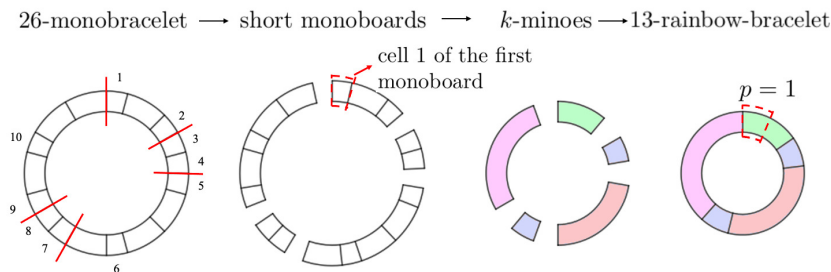 26-monobracelet → short monoboards → k-minoes → 13-rainbow-bracelet
cell 1 of the first
monoboard
p = 1
1
2
3
4
5
6
7
8
9
10